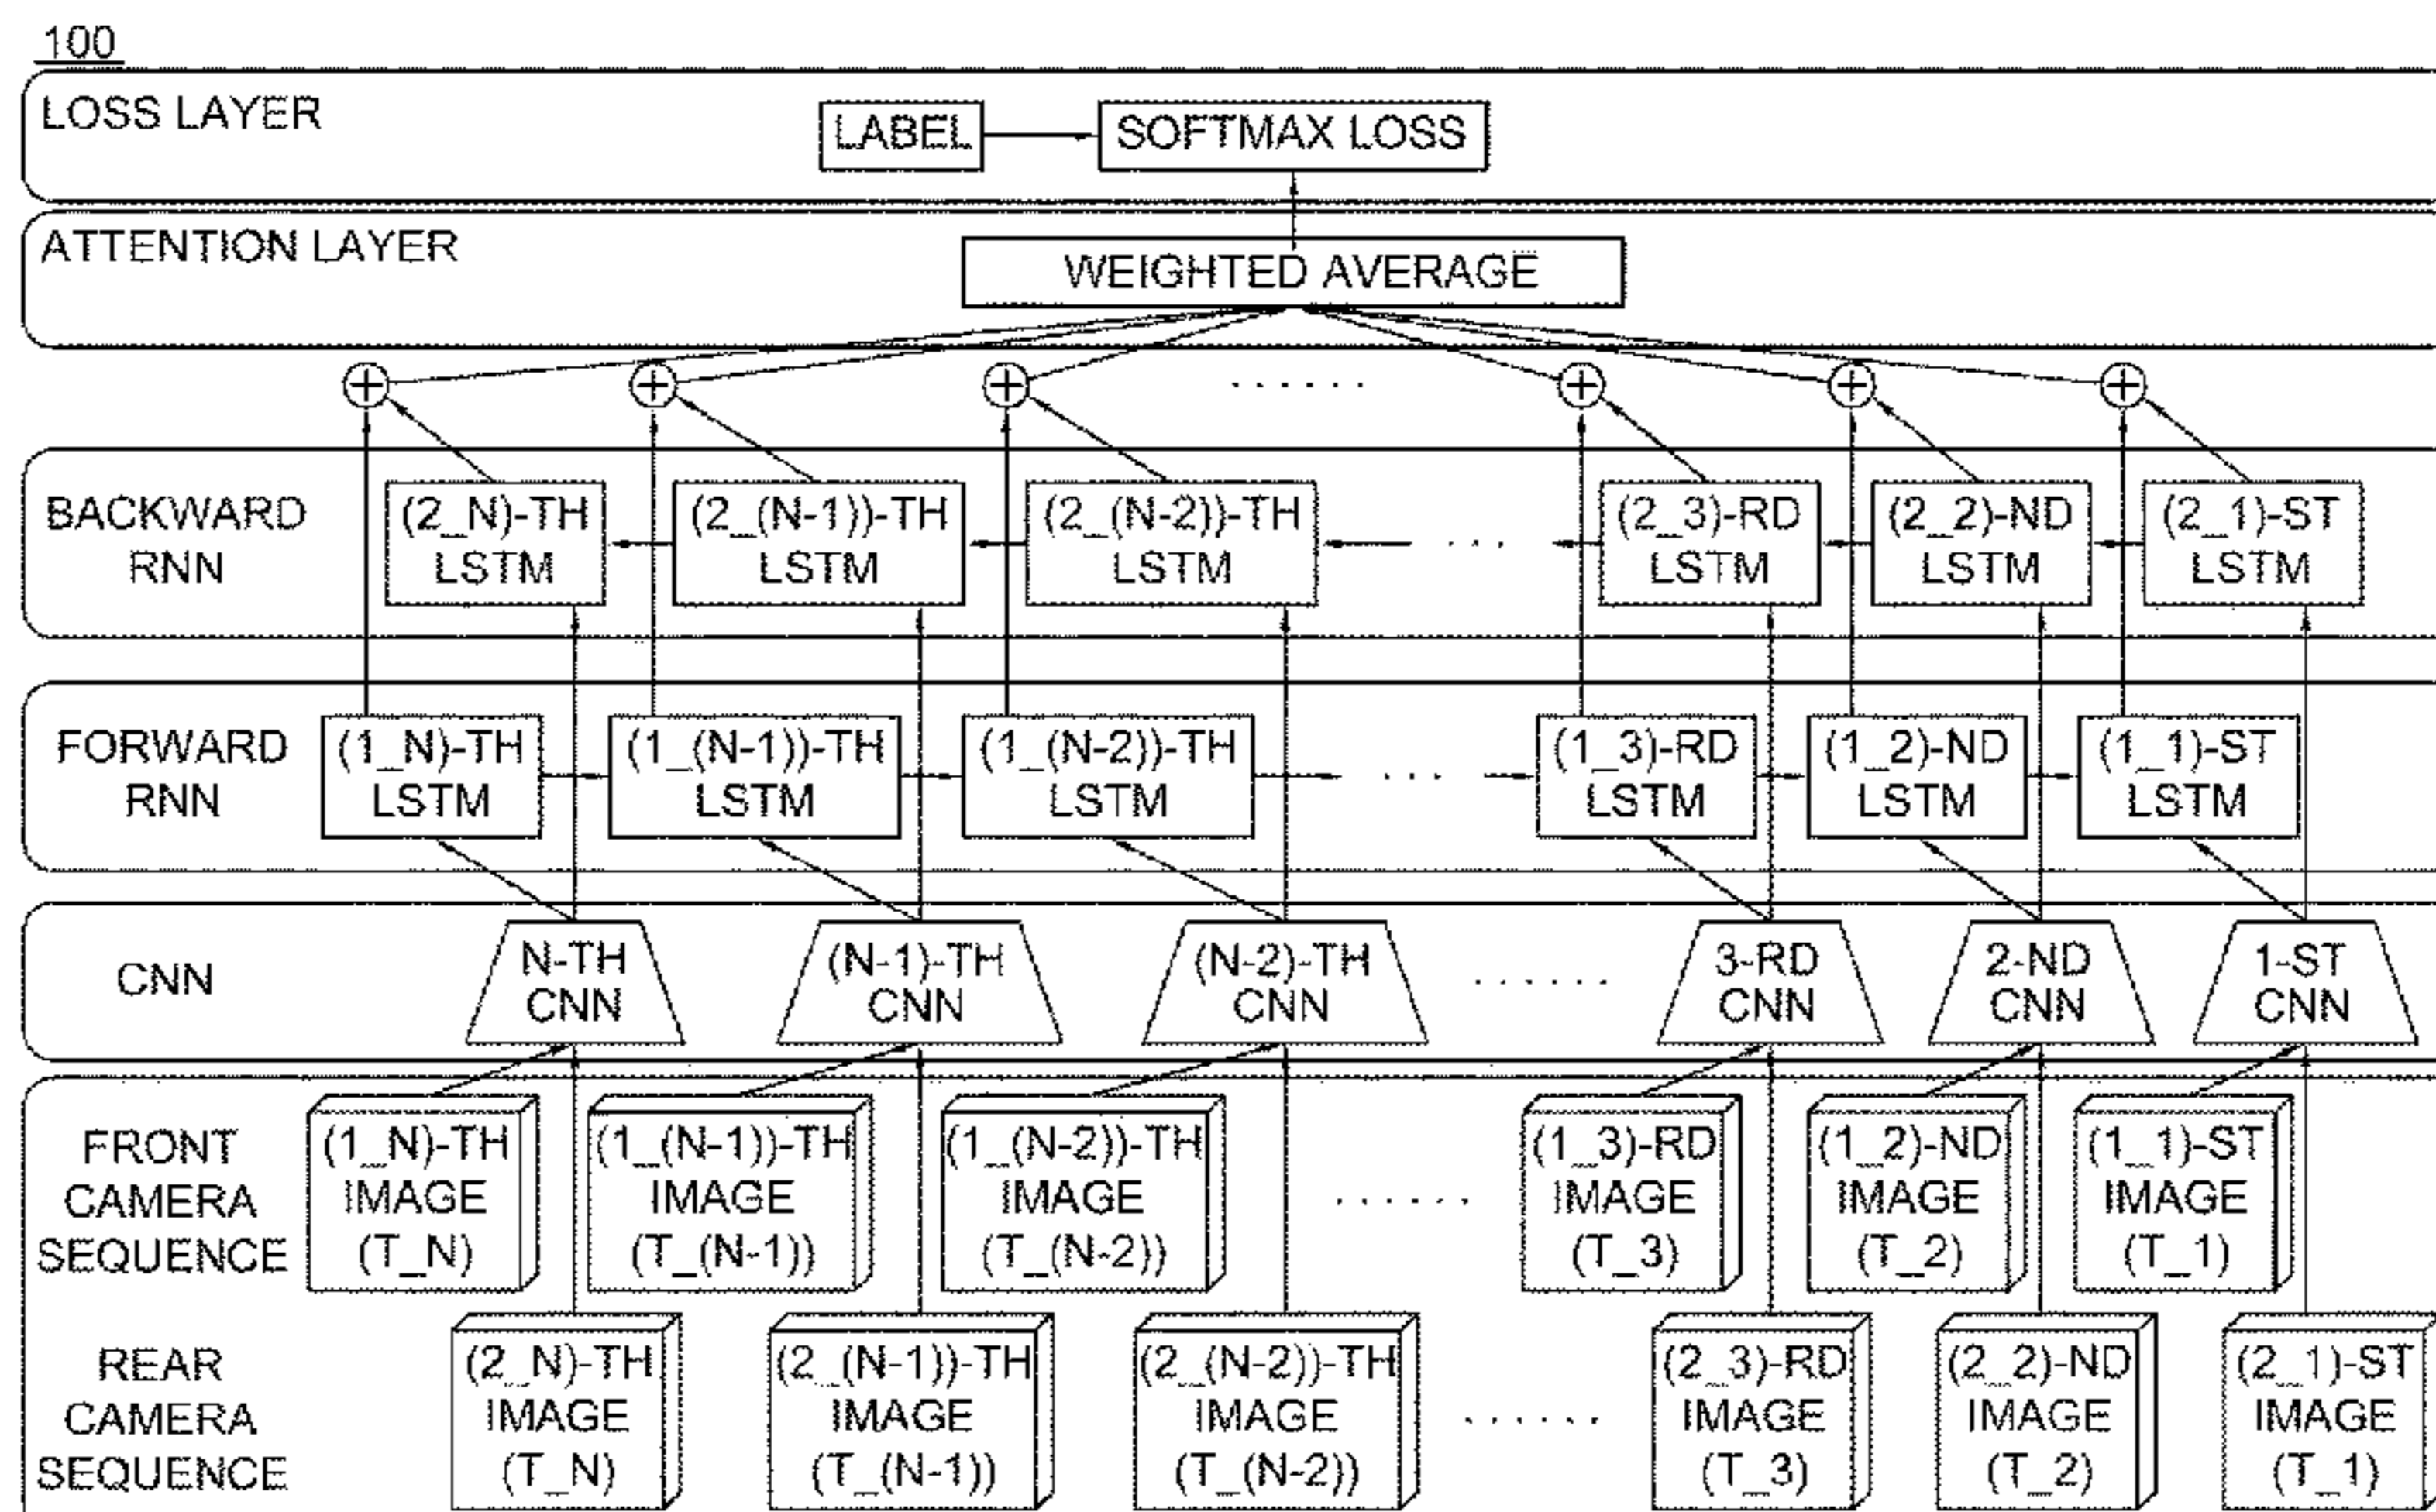 100
LOSS LAYER
LABEL
SOFTMAX LOSS
ATTENTION LAYER
WEIGHTED AVERAGE
· · · · · ·
BACKWARD
RNN
(2_N)-TH
LSTM
(2_(N-1))-TH
LSTM
(2_(N-2))-TH
LSTM
· · ·
(2_3)-RD
LSTM
(2_2)-ND
LSTM
(2_1)-ST
LSTM
FORWARD
RNN
(1_N)-TH
LSTM
(1_(N-1))-TH
LSTM
(1_(N-2))-TH
LSTM
· · ·
(1_3)-RD
LSTM
(1_2)-ND
LSTM
(1_1)-ST
LSTM
CNN
N-TH
CNN
(N-1)-TH
CNN
(N-2)-TH
CNN
· · · · · ·
3-RD
CNN
2-ND
CNN
1-ST
CNN
FRONT
CAMERA
SEQUENCE
(1_N)-TH
IMAGE
(T_N)
(1_(N-1))-TH
IMAGE
(T_(N-1))
(1_(N-2))-TH
IMAGE
(T_(N-2))
· · · · · ·
(1_3)-RD
IMAGE
(T_3)
(1_2)-ND
IMAGE
(T_2)
(1_1)-ST
IMAGE
(T_1)
REAR
CAMERA
SEQUENCE
(2_N)-TH
IMAGE
(T_N)
(2_(N-1))-TH
IMAGE
(T_(N-1))
(2_(N-2))-TH
IMAGE
(T_(N-2))
· · · · · ·
(2_3)-RD
IMAGE
(T_3)
(2_2)-ND
IMAGE
(T_2)
(2_1)-ST
IMAGE
(T_1)